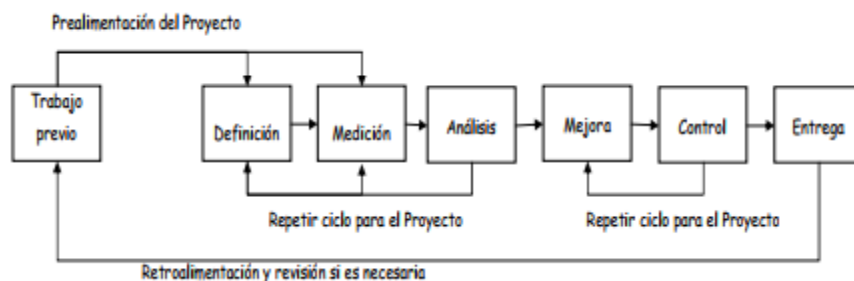 Prealimentación del Proyecto
Trabajo
previo
Definición
Medición
Análisis
Mejora
Control
Entrega
Repetir ciclo para el Proyecto
Repetir ciclo para el Proyecto
Retroalimentación y revisión si es necesaria